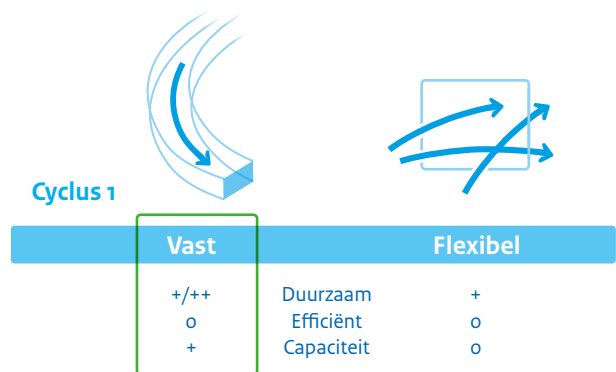 Cyclus 1
Vast Flexibel
+/++ Duurzaam +
o Efficiënt o
+ Capaciteit o